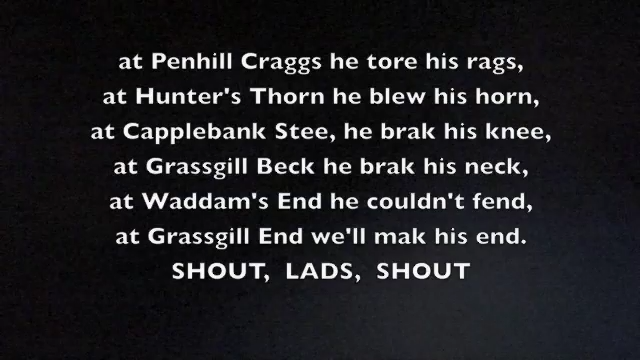 at Penhill Craggs he tore his rags,
at Hunter's Thorn he blew his horn,
at Capplebank Stee, he brak his knee,
at Grassgill Beck he brak his neck,
at Waddam's End he couldn't fend,
at Grassgill End we'll mak his end.
SHOUT, LADS, SHOUT